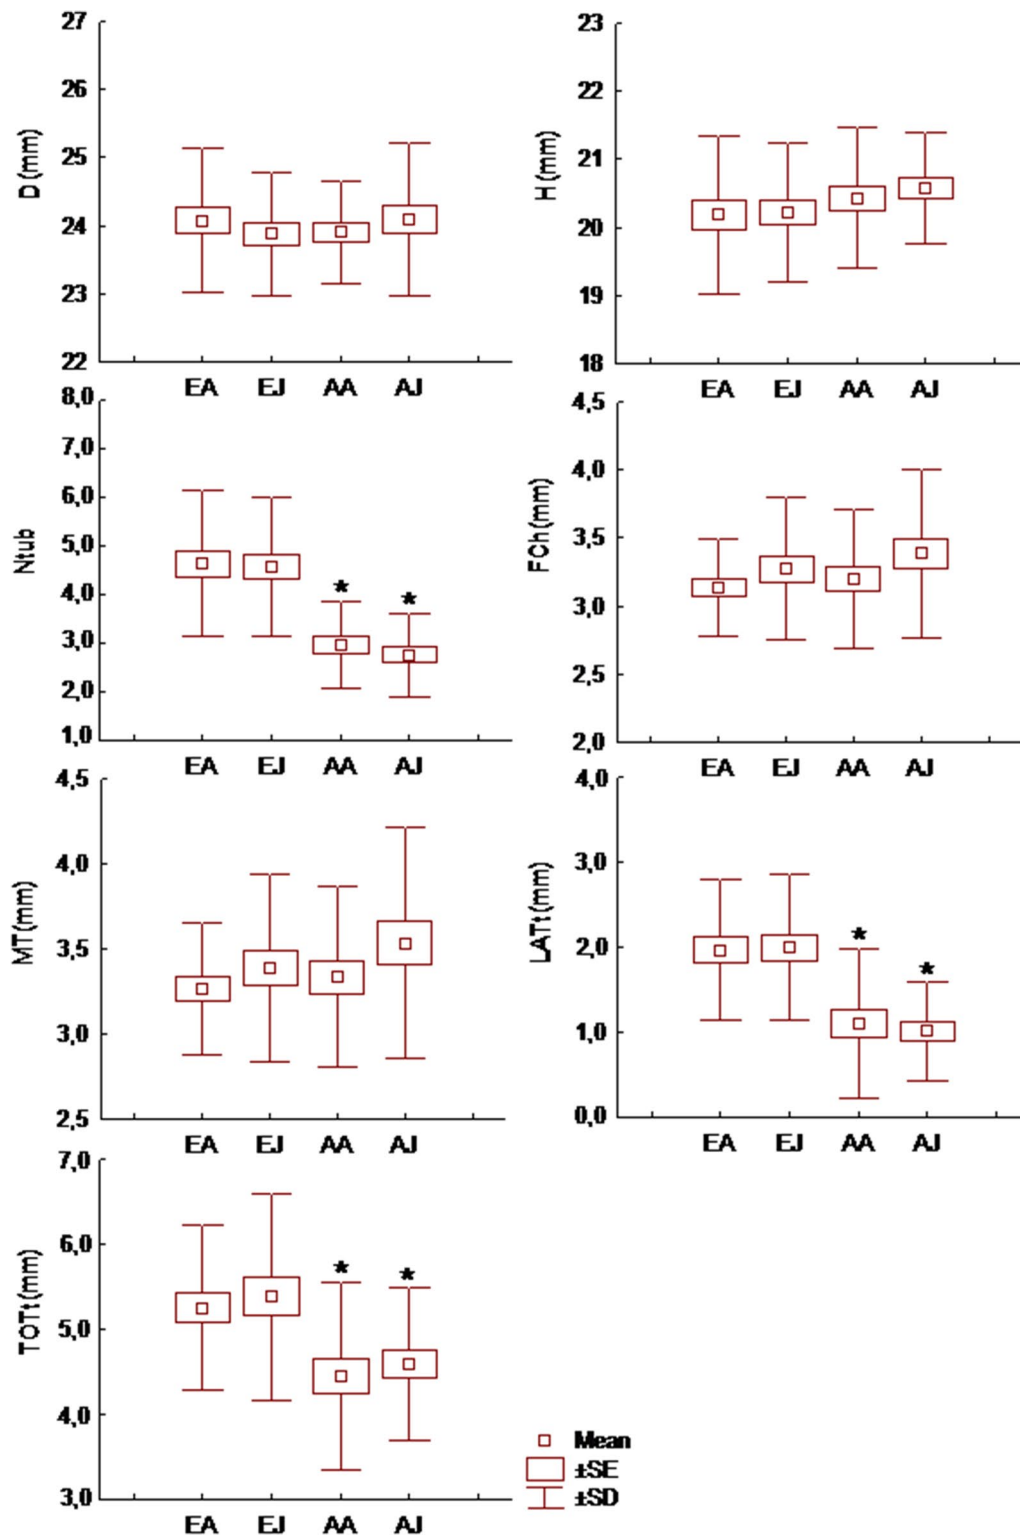 27
26
25
24
23
22
D (mm)
EA EJ AA AJ
23
22
21
20
19
18
H (mm)
EA EJ AA AJ
8,0
7,0
6,0
5,0
4,0
3,0
2,0
1,0
Ntub
* *
EA EJ AA AJ
4,5
4,0
3,5
3,0
2,5
2,0
FCh (mm)
EA EJ AA AJ
4,5
4,0
3,5
3,0
2,5
MT (mm)
EA EJ AA AJ
4,0
3,0
2,0
1,0
0,0
LATt (mm)
* *
EA EJ AA AJ
7,0
6,0
5,0
4,0
3,0
TOTt (mm)
* *
EA EJ AA AJ
Mean
±SE
±SD